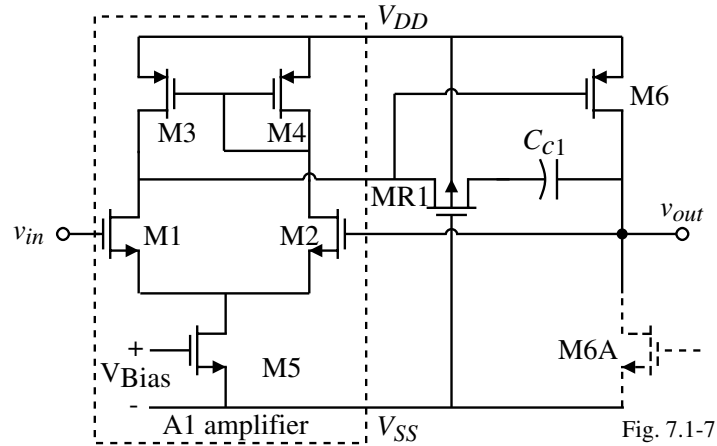 V_DD
M3
M4
M6
C_c1
MR1
v_in
M1
M2
v_out
+
V_Bias
-
M5
M6A
A1 amplifier
V_SS
Fig. 7.1-7